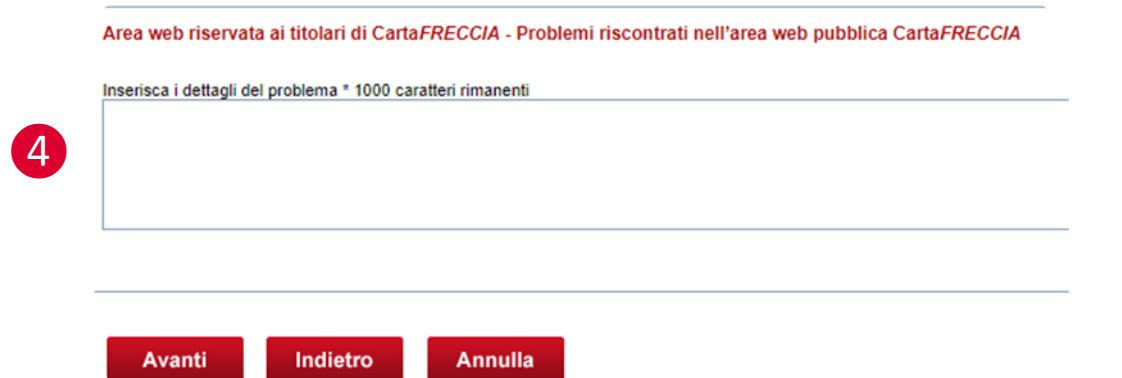 Area web riservata ai titolari di CartaFRECCIA - Problemi riscontrati nell'area web pubblica CartaFRECCIA
Inserisca i dettagli del problema * 1000 caratteri rimanenti
4
Avanti Indietro Annulla